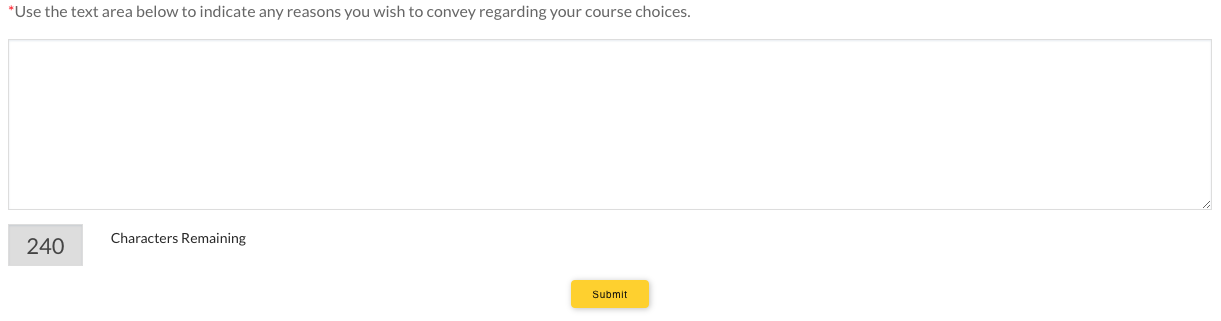 *Use the text area below to indicate any reasons you wish to convey regarding your course choices.
240 Characters Remaining
Submit